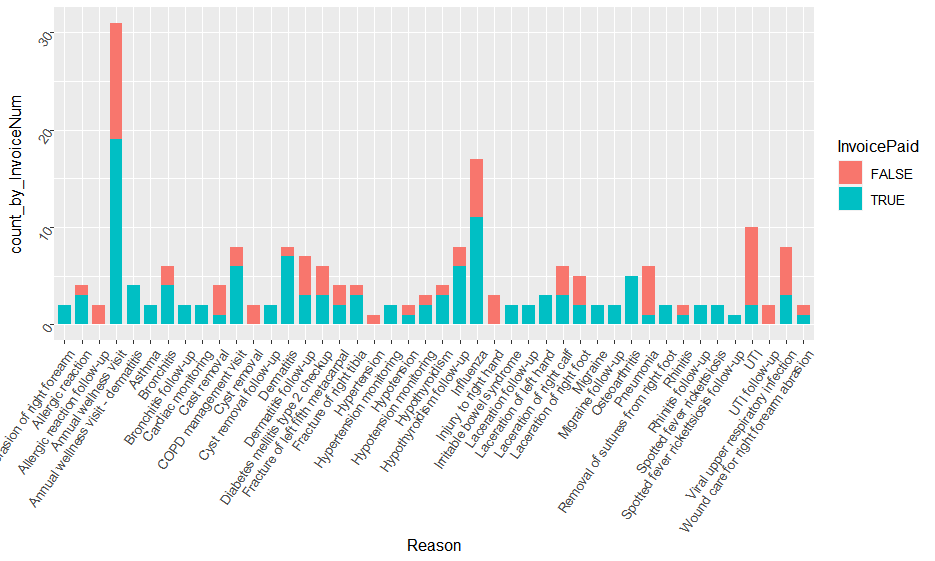 count_by_InvoiceNum
30
20
10
0
of right forearm
Allergic reaction
Allergic reaction follow-up
Annual wellness visit
Annual wellness visit - dermatitis
Asthma
Bronchitis
Bronchitis follow-up
Cardiac monitoring
Cast removal
COPD management visit
Cyst removal
Cyst removal follow-up
Dermatitis
Dermatitis follow-up
Diabetes mellitis type 2 checkup
Fracture of left fifth metacarpal
Fracture of right tibia
Hypertension
Hypertension monitoring
Hypotension
Hypotension monitoring
Hypothyroidism
Hypothyroidism follow-up
Influenza
Injury to right hand
Irritable bowel syndrome
Laceration follow-up
Laceration of left hand
Laceration of right calf
Laceration of right foot
Migraine
Migraine follow-up
Osteoarthritis
Pneumonia
Removal of sutures from right foot
Rhinitis
Rhinitis follow-up
Spotted fever rickettsiosis
Spotted fever rickettsiosis follow-up
UTI
UTI follow-up
Viral upper respiratory infection
Wound care for right forearm abrasion
Reason
InvoicePaid
FALSE
TRUE